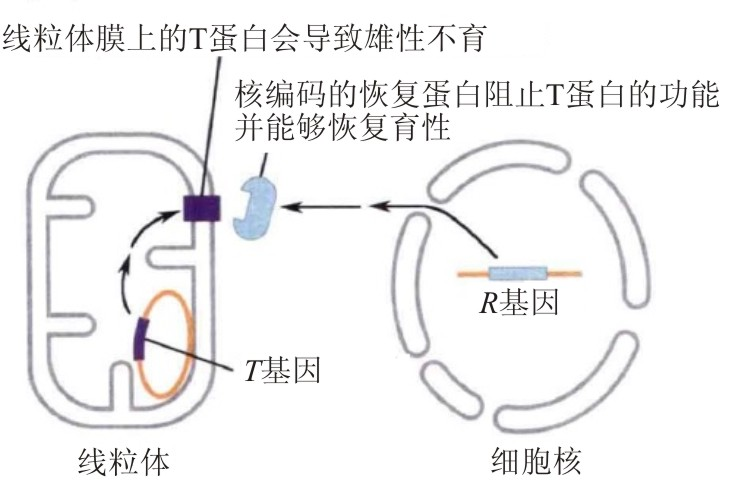 线粒体膜上的T蛋白会导致雄性不育
核编码的恢复蛋白阻止T蛋白的功能
并能够恢复育性
R基因
T基因
线粒体
细胞核